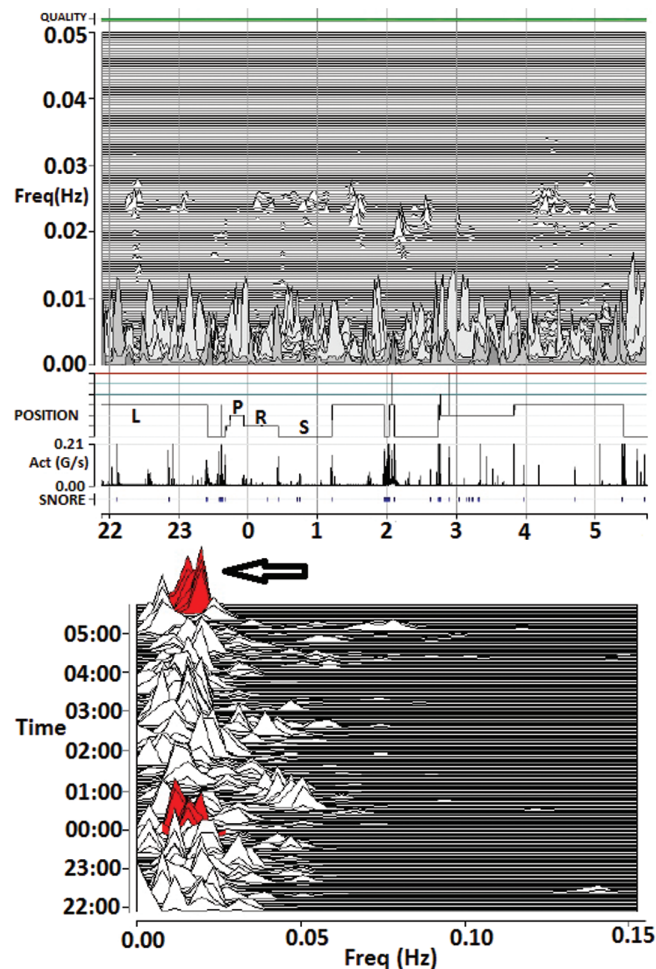 QUALITY
0.05
0.04
0.03
Freq(Hz)
0.02
0.01
0.00
POSITION L P R S
0.21
Act (G/s)
0.00
SNORE
22 23 0 1 2 3 4 5
05:00
04:00
03:00
Time
02:00
01:00
00:00
23:00
22:00
0.00 0.05 0.10 0.15
Freq (Hz)